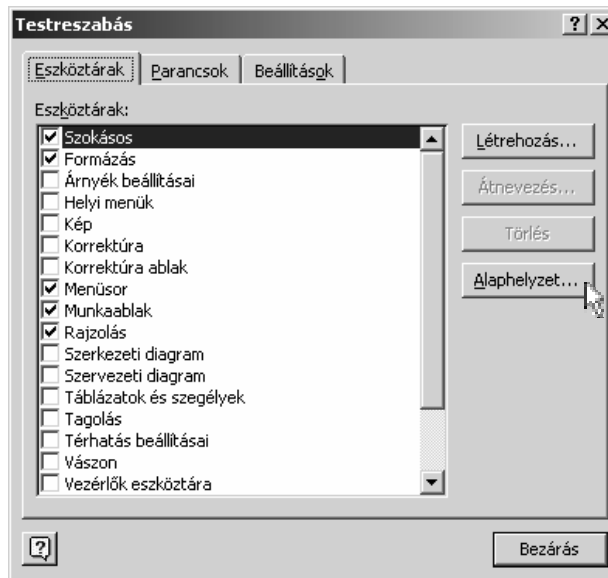 Testreszabás
Eszköztárak Parancsok Beállítások
Eszköztárak:
Szokásos
Formázás
Árnyék beállításai
Helyi menük
Kép
Korrektúra
Korrektúra ablak
Menüsor
Munkaablak
Rajzolás
Szerkezeti diagram
Szervezeti diagram
Táblázatok és szegélyek
Tagolás
Térhatás beállításai
Vászon
Vezérlők eszköztára
Létrehozás...
Átnevezés...
Törlés
Alaphelyzet...
Bezárás